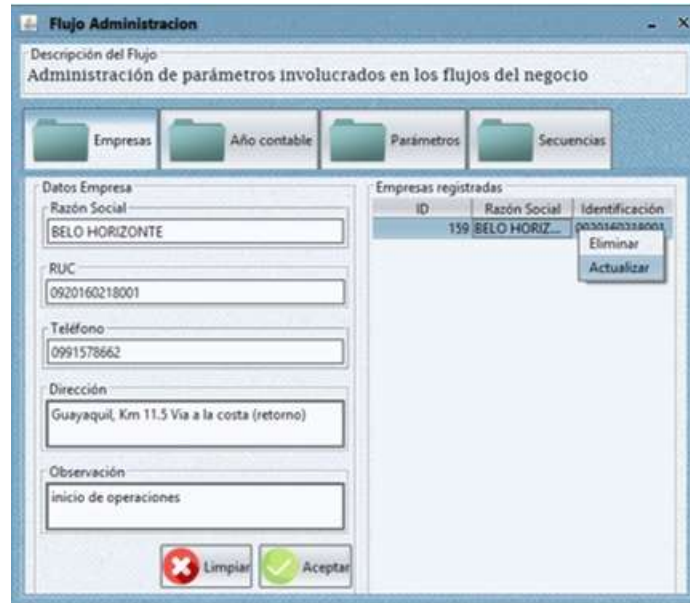 Flujo Administracion
Descripción del Flujo
Administración de parámetros involucrados en los flujos del negocio
Empresas
Año contable
Parámetros
Secuencias
Datos Empresa
Razón Social
BELO HORIZONTE
RUC
0920160218001
Teléfono
0991578662
Dirección
Guayaquil, Km 11.5 Via a la costa (retorno)
Observación
inicio de operaciones
Limpiar
Aceptar
Empresas registradas
ID Razón Social Identificación
159 BELO HORIZ... 0920160218001
Eliminar
Actualizar